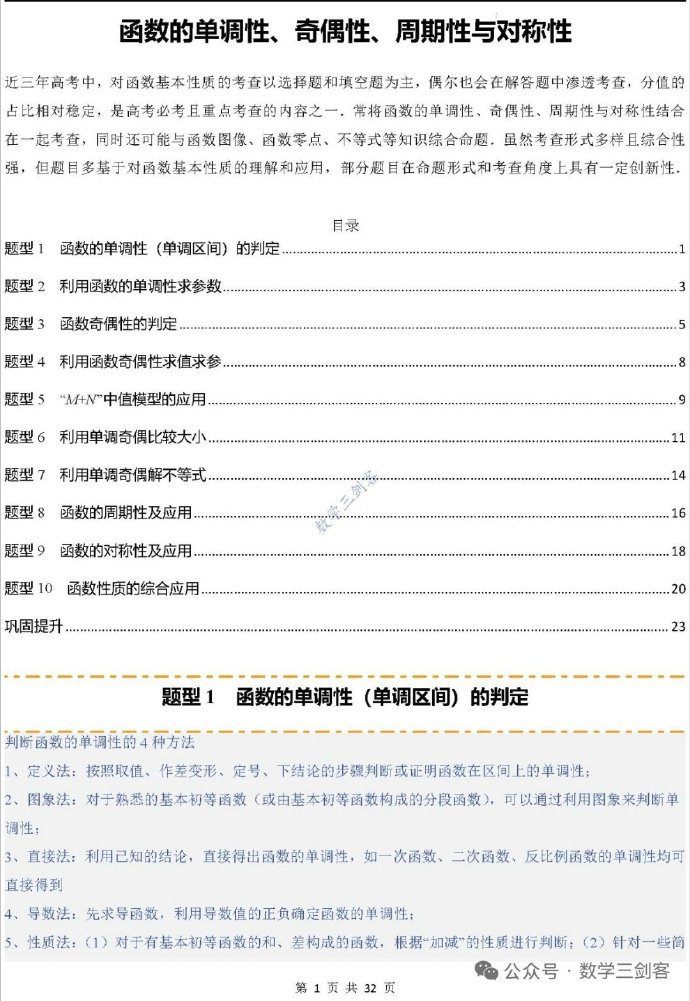 函数的单调性、奇偶性、周期性与对称性
近三年高考中，对函数基本性质的考查以选择题和填空题为主，偶尔也会在解答题中渗透考查，分值的
占比相对稳定，是高考必考且重点考查的内容之一．常将函数的单调性、奇偶性、周期性与对称性结合
在一起考查，同时还可能与函数图像、函数零点、不等式等知识综合命题．虽然考查形式多样且综合性
强，但题目多基于对函数基本性质的理解和应用，部分题目在命题形式和考查角度上具有一定创新性．
目录
题型 1 函数的单调性（单调区间）的判定........1
题型 2 利用函数的单调性求参数........3
题型 3 函数奇偶性的判定........5
题型 4 利用函数奇偶性求值求参........8
题型 5 “M+N”中值模型的应用........9
题型 6 利用单调奇偶比较大小........11
题型 7 利用单调奇偶解不等式........14
数学三剑客
题型 8 函数的周期性及应用........16
题型 9 函数的对称性及应用........18
题型 10 函数性质的综合应用........20
巩固提升........23
题型 1 函数的单调性（单调区间）的判定
判断函数的单调性的 4 种方法
1、定义法：按照取值、作差变形、定号、下结论的步骤判断或证明函数在区间上的单调性；
2、图象法：对于熟悉的基本初等函数（或由基本初等函数构成的分段函数），可以通过利用图象来判断单
调性；
3、直接法：利用已知的结论，直接得出函数的单调性，如一次函数、二次函数、反比例函数的单调性均可
直接得到
4、导数法：先求导函数，利用导数值的正负确定函数的单调性；
5、性质法：（1）对于有基本初等函数的和、差构成的函数，根据“加减”的性质进行判断；（2）针对一些简
公众号 · 数学三剑客
第 1 页 共 32 页